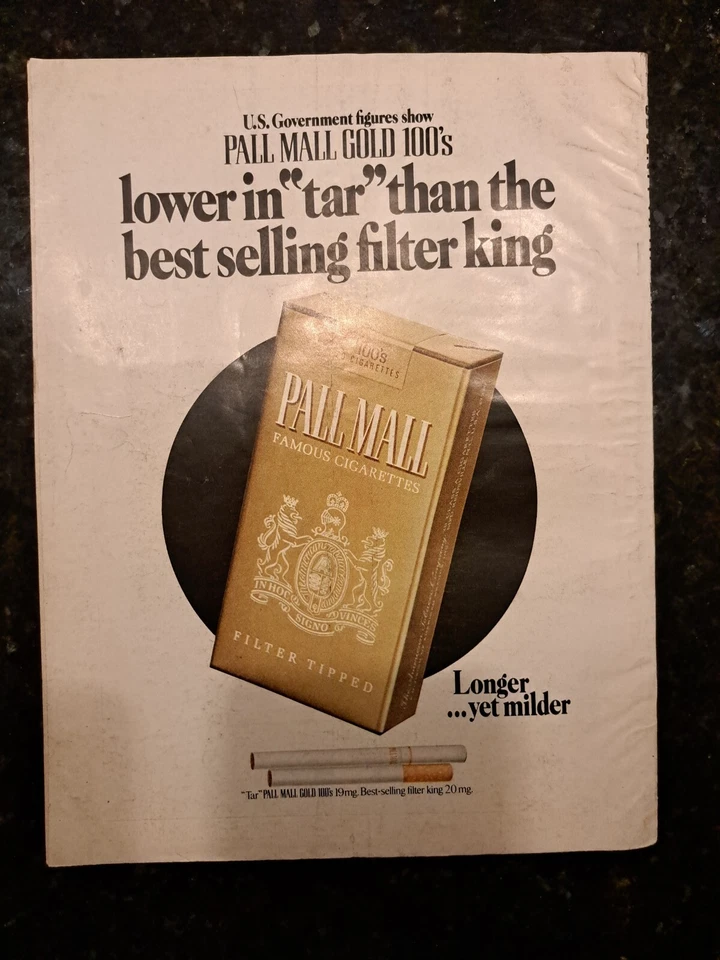 U.S. Government figures show
PALL MALL GOLD 100's
lower in "tar" than the
best selling filter king
100's
CIGARETTES
PALL MALL
FAMOUS CIGARETTES
IN HOC
SIGNO
VINCES
FILTER TIPPED
Longer
...yet milder
"Tar" PALL MALL GOLD 100's 19 mg. Best-selling filter king 20 mg.